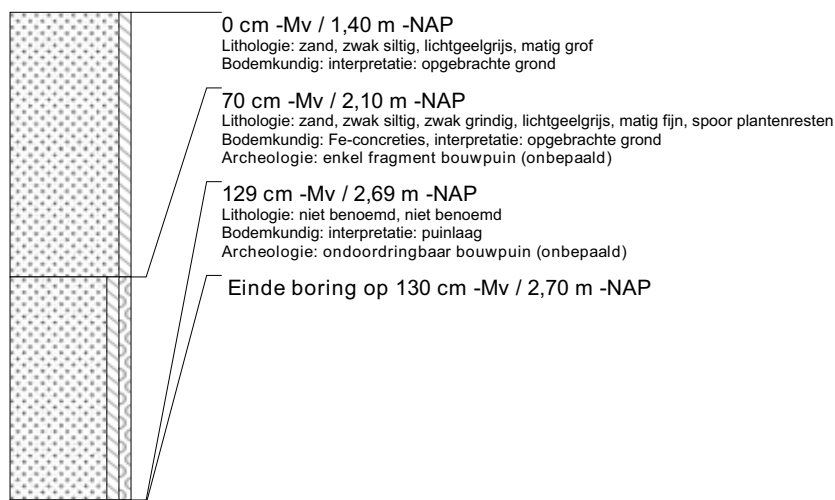 0 cm -Mv / 1,40 m -NAP
Lithologie: zand, zwak siltig, lichtgeelgrijs, matig grof
Bodemkundig: interpretatie: opgebrachte grond
70 cm -Mv / 2,10 m -NAP
Lithologie: zand, zwak siltig, zwak grindig, lichtgeelgrijs, matig fijn, spoor plantenresten
Bodemkundig: Fe-concreties, interpretatie: opgebrachte grond
Archeologie: enkel fragment bouwpuin (onbepaald)
129 cm -Mv / 2,69 m -NAP
Lithologie: niet benoemd, niet benoemd
Bodemkundig: interpretatie: puinlaag
Archeologie: ondoordringbaar bouwpuin (onbepaald)
Einde boring op 130 cm -Mv / 2,70 m -NAP